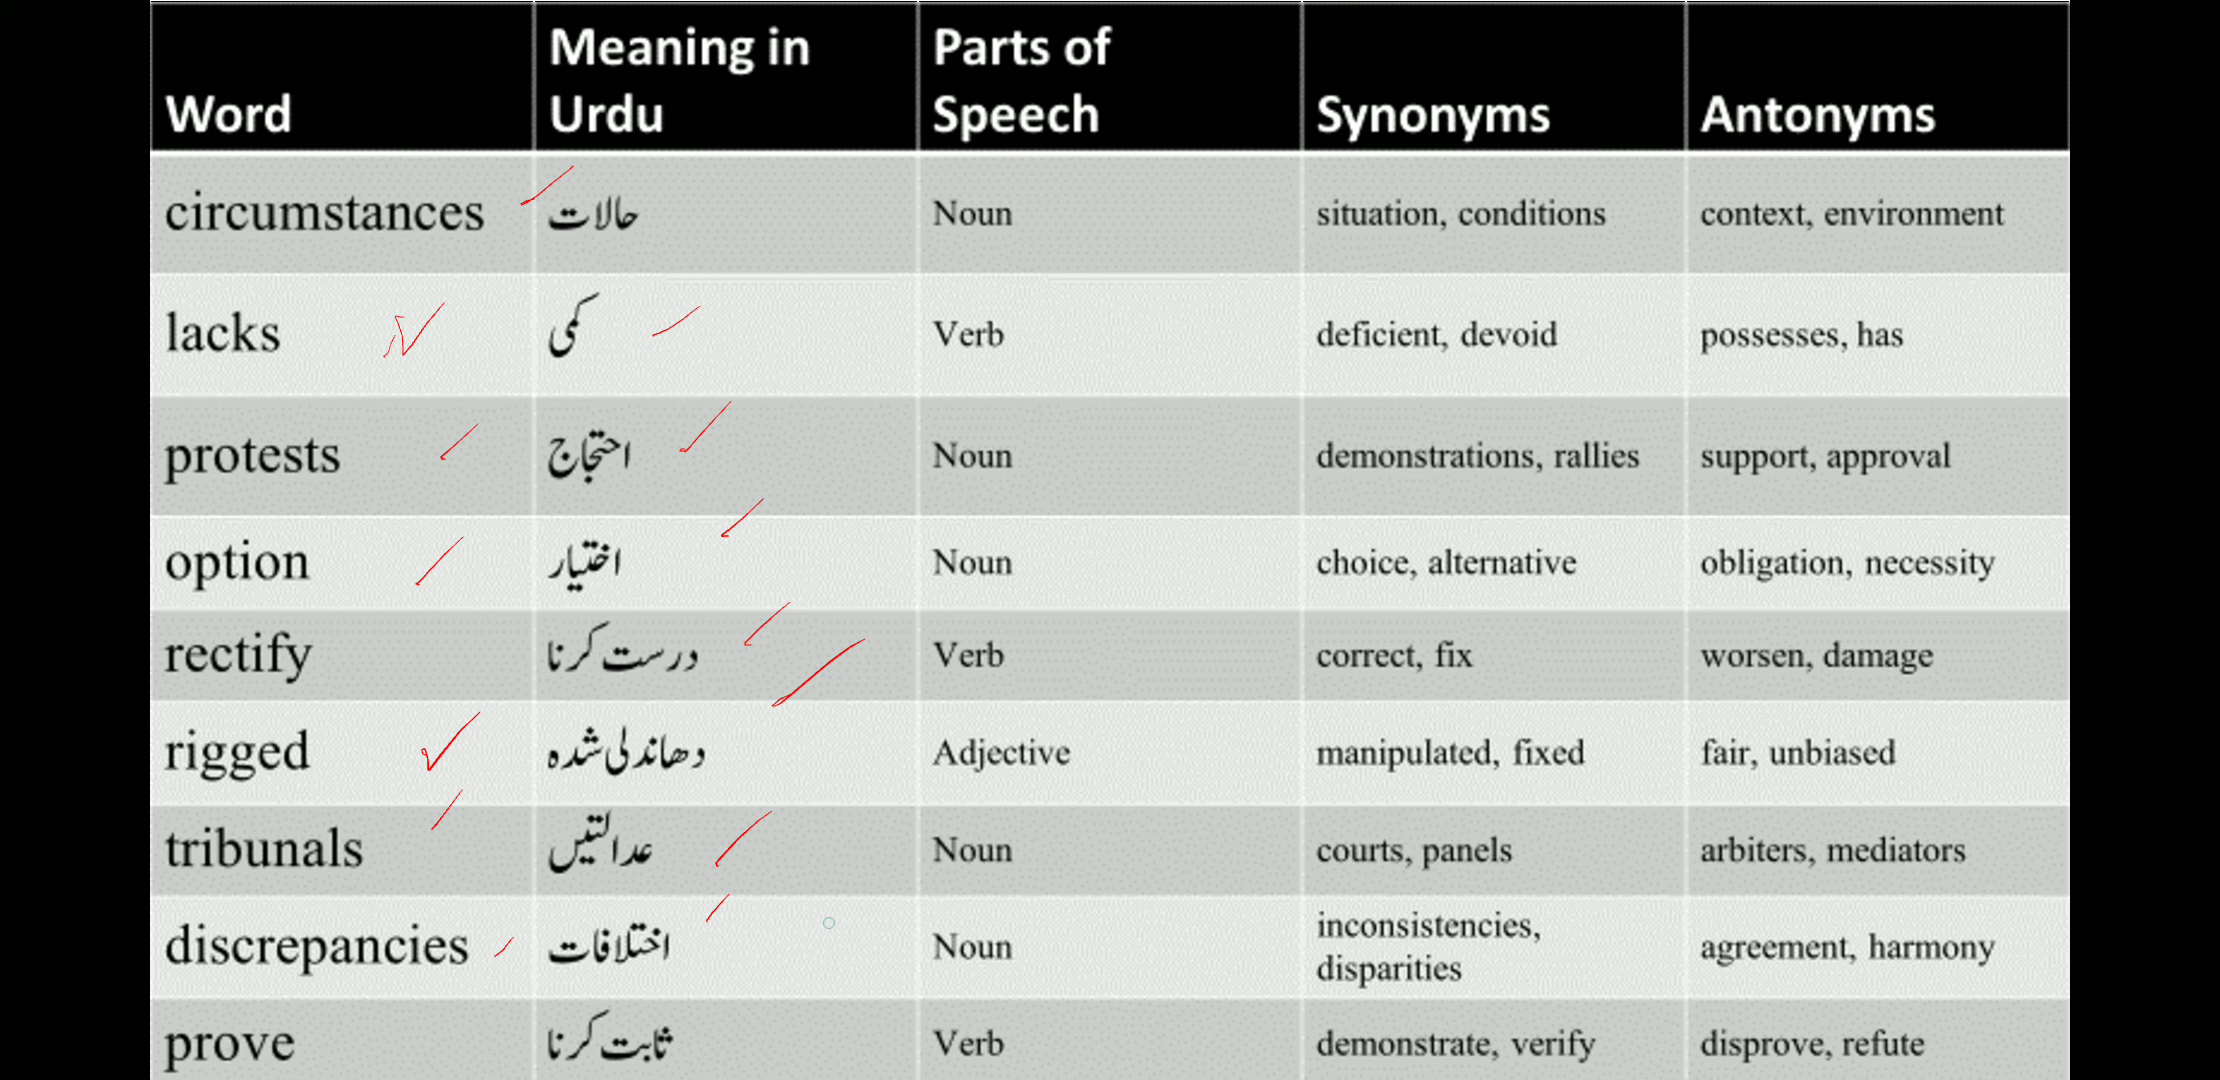 Word	Meaning in Urdu	Parts of Speech	Synonyms	Antonyms
circumstances	حالات	Noun	situation, conditions	context, environment
lacks	کمی	Verb	deficient, devoid	possesses, has
protests	احتجاج	Noun	demonstrations, rallies	support, approval
option	اختیار	Noun	choice, alternative	obligation, necessity
rectify	درست کرنا	Verb	correct, fix	worsen, damage
rigged	دھاندلی شدہ	Adjective	manipulated, fixed	fair, unbiased
tribunals	عدالتیں	Noun	courts, panels	arbiters, mediators
discrepancies	اختلافات	Noun	inconsistencies, disparities	agreement, harmony
prove	ثابت کرنا	Verb	demonstrate, verify	disprove, refute